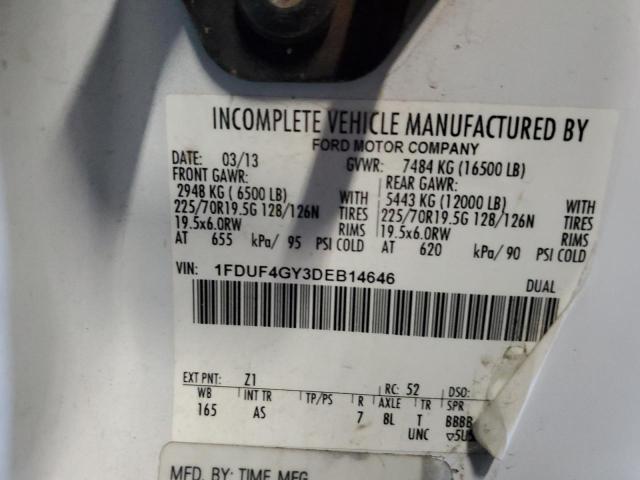 INCOMPLETE VEHICLE MANUFACTURED BY
FORD MOTOR COMPANY
DATE: 03/13 GVWR: 7484 KG (16500 LB)
FRONT GAWR: REAR GAWR:
2948 KG ( 6500 LB) WITH 5443 KG (12000 LB) WITH
225/70R19.5G 128/126N TIRES 225/70R19.5G 128/126N TIRES
19.5x6.0RW RIMS 19.5x6.0RW RIMS
AT 655 kPa/ 95 PSI COLD AT 620 kPa/ 90 PSI COLD
VIN: 1FDUF4GY3DEB14646
DUAL
EXT PNT: Z1 RC: 52 DSO:
WB INT TR TP/PS R AXLE TR SPR
165 AS 7 8L T BBBB
UNC ▽5U5
MFD. BY: TIME MFG